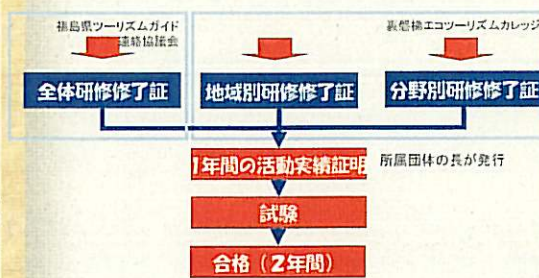 福島県ツーリズムガイド
連絡協議会
裏磐梯エコツーリズムカレッジ
全体研修修了証
地域別研修修了証
分野別研修修了証
1年間の活動実績証明
所属団体の長が発行
試験
合格（2年間）